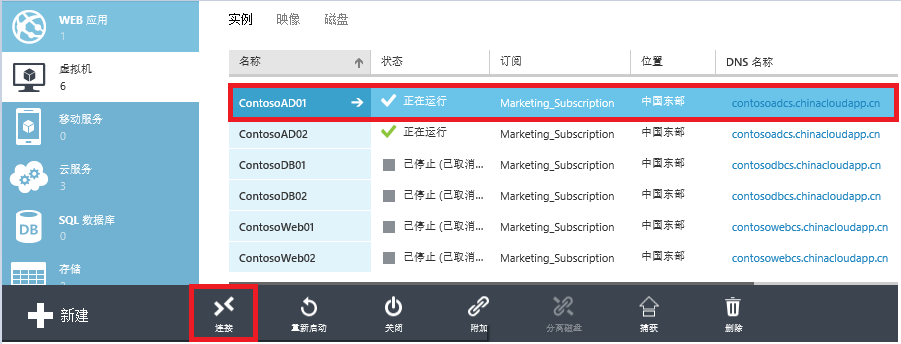 WEB 应用
1
虚拟机
6
移动服务
0
云服务
3
SQL 数据库
0
存储
实例 映像 磁盘
名称 状态 订阅 位置 DNS 名称
ContosoAD01 正在运行 Marketing_Subscription 中国东部 contosoadcs.chinacloudapp.cn
ContosoAD02 正在运行 Marketing_Subscription 中国东部 contosoadcs.chinacloudapp.cn
ContosoDB01 已停止 (已取消... Marketing_Subscription 中国东部 contosodbcs.chinacloudapp.cn
ContosoDB02 已停止 (已取消... Marketing_Subscription 中国东部 contosodbcs.chinacloudapp.cn
ContosoWeb01 已停止 (已取消... Marketing_Subscription 中国东部 contosowebcs.chinacloudapp.cn
ContosoWeb02 已停止 (已取消... Marketing_Subscription 中国东部 contosowebcs.chinacloudapp.cn
新建 连接 重新启动 关闭 附加 分离磁盘 捕获 删除